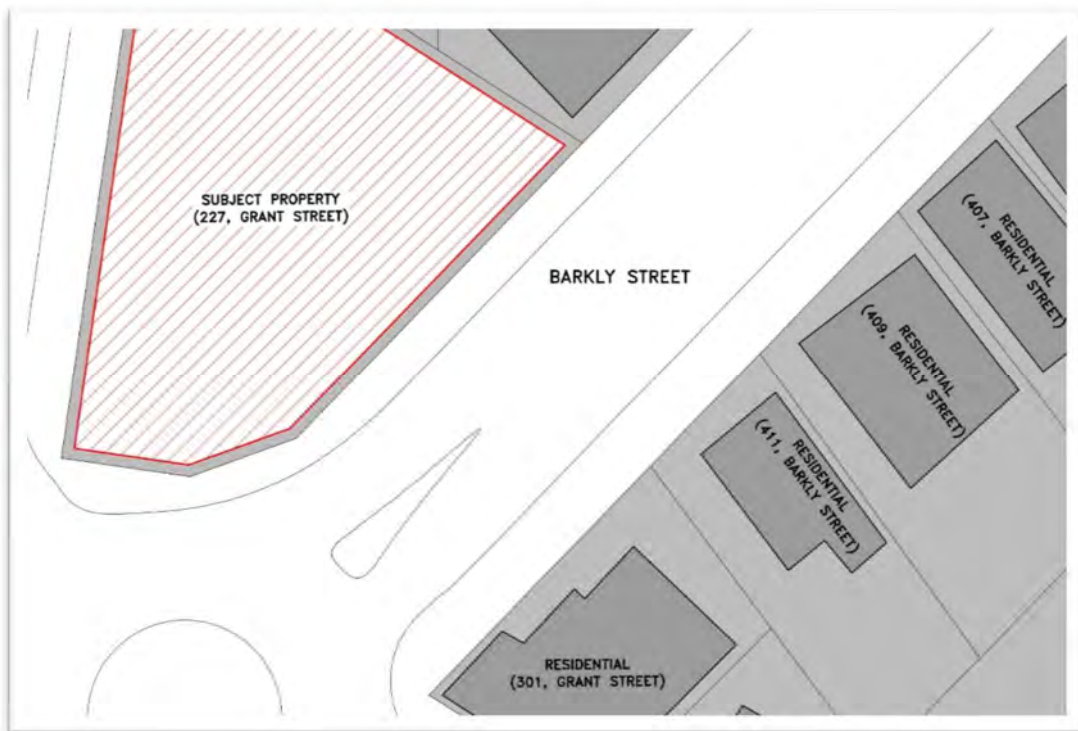 SUBJECT PROPERTY
(227, GRANT STREET)
BARKLY STREET
RESIDENTIAL
(407, BARKLY STREET)
RESIDENTIAL
(409, BARKLY STREET)
RESIDENTIAL
(411, BARKLY STREET)
RESIDENTIAL
(301, GRANT STREET)